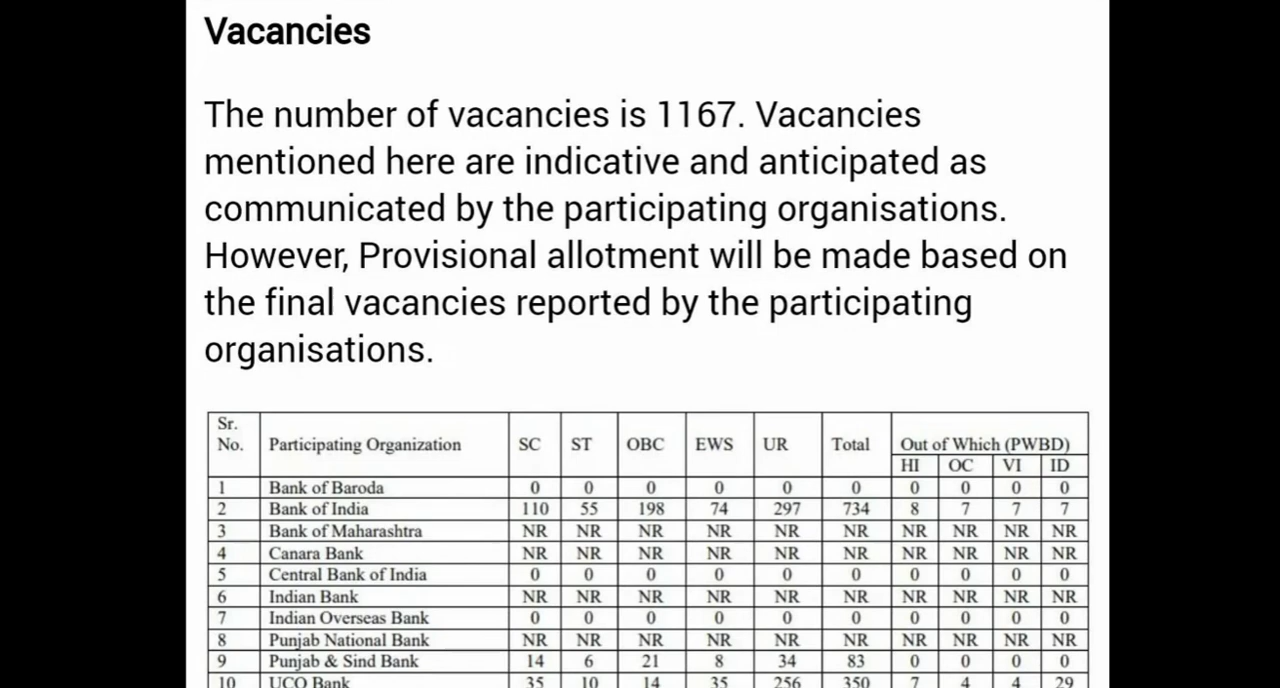 Vacancies
The number of vacancies is 1167. Vacancies
mentioned here are indicative and anticipated as
communicated by the participating organisations.
However, Provisional allotment will be made based on
the final vacancies reported by the participating
organisations.
Sr. No. Participating Organization SC ST OBC EWS UR Total Out of Which (PWBD)
HI OC VI ID
1 Bank of Baroda 0 0 0 0 0 0 0 0 0 0
2 Bank of India 110 55 198 74 297 734 8 7 7 7
3 Bank of Maharashtra NR NR NR NR NR NR NR NR NR NR
4 Canara Bank NR NR NR NR NR NR NR NR NR NR
5 Central Bank of India 0 0 0 0 0 0 0 0 0 0
6 Indian Bank NR NR NR NR NR NR NR NR NR NR
7 Indian Overseas Bank 0 0 0 0 0 0 0 0 0 0
8 Punjab National Bank NR NR NR NR NR NR NR NR NR NR
9 Punjab & Sind Bank 14 6 21 8 34 83 0 0 0 0
10 UCO Bank 35 10 14 35 256 350 7 4 4 29